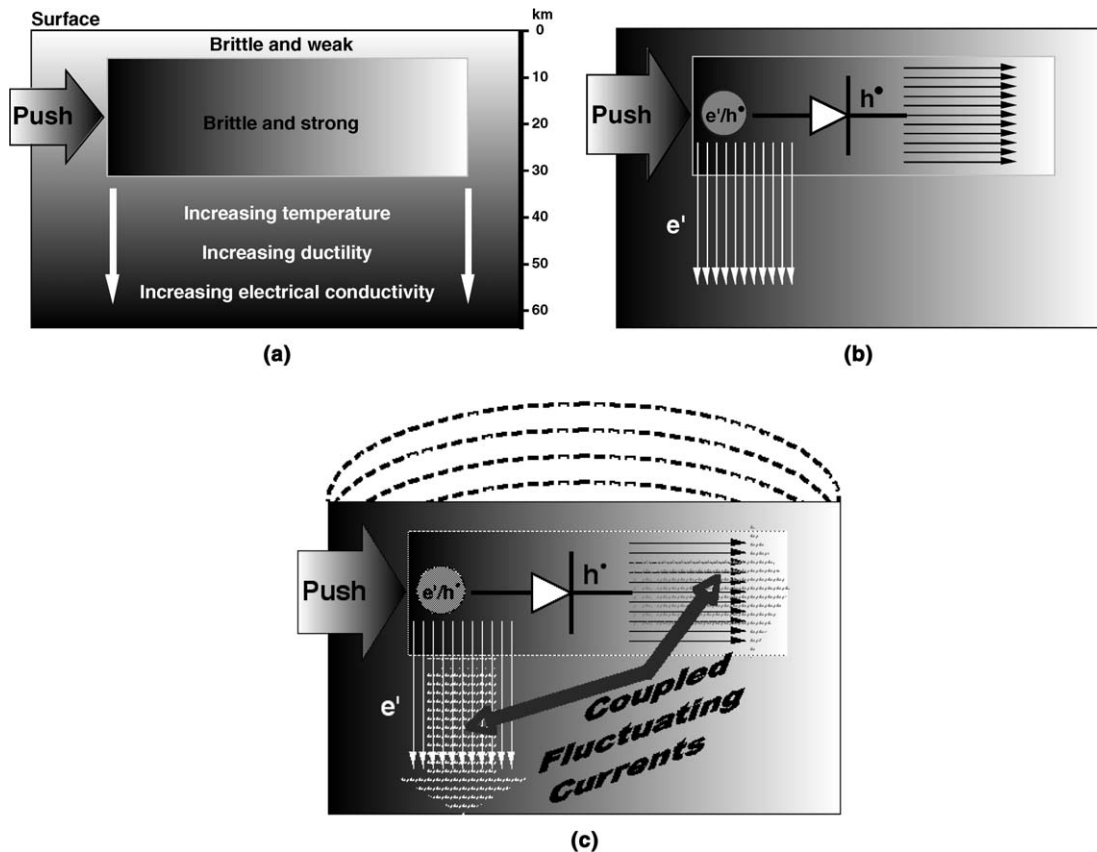 Surface
km
0
Brittle and weak
10
Push
Brittle and strong
20
30
Increasing temperature
40
Increasing ductility
50
Increasing electrical conductivity
60
(a)
Push
e'/h•
h•
e'
(b)
Push
e'/h•
h•
e'
Coupled
Fluctuating
Currents
(c)